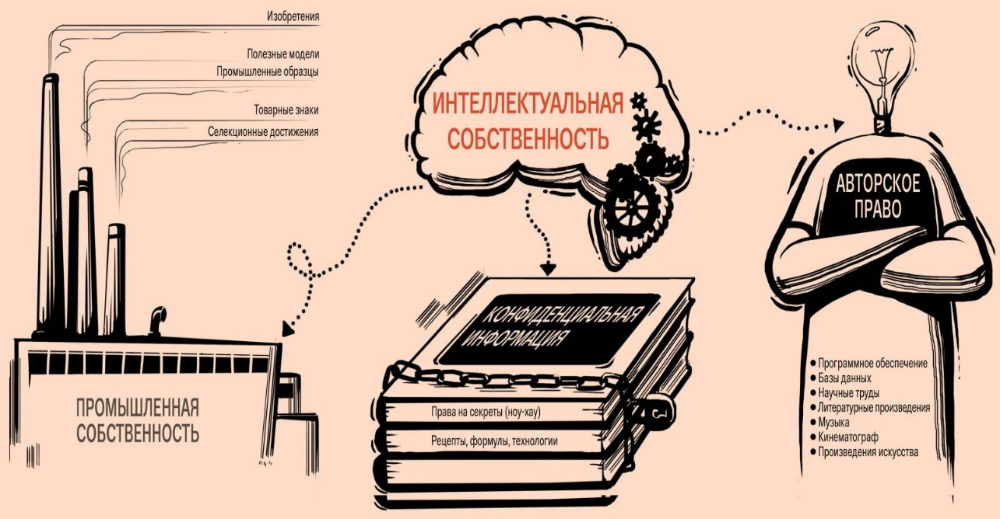 Изобретения
Полезные модели
Промышленные образцы
Товарные знаки
Селекционные достижения
ПРОМЫШЛЕННАЯ
СОБСТВЕННОСТЬ
ИНТЕЛЛЕКТУАЛЬНАЯ
СОБСТВЕННОСТЬ
КОНФИДЕНЦИАЛЬНАЯ
ИНФОРМАЦИЯ
Права на секреты (ноу-хау)
Рецепты, формулы, технологии
АВТОРСКОЕ
ПРАВО
• Программное обеспечение
• Базы данных
• Научные труды
• Литературные произведения
• Музыка
• Кинематограф
• Произведения искусства